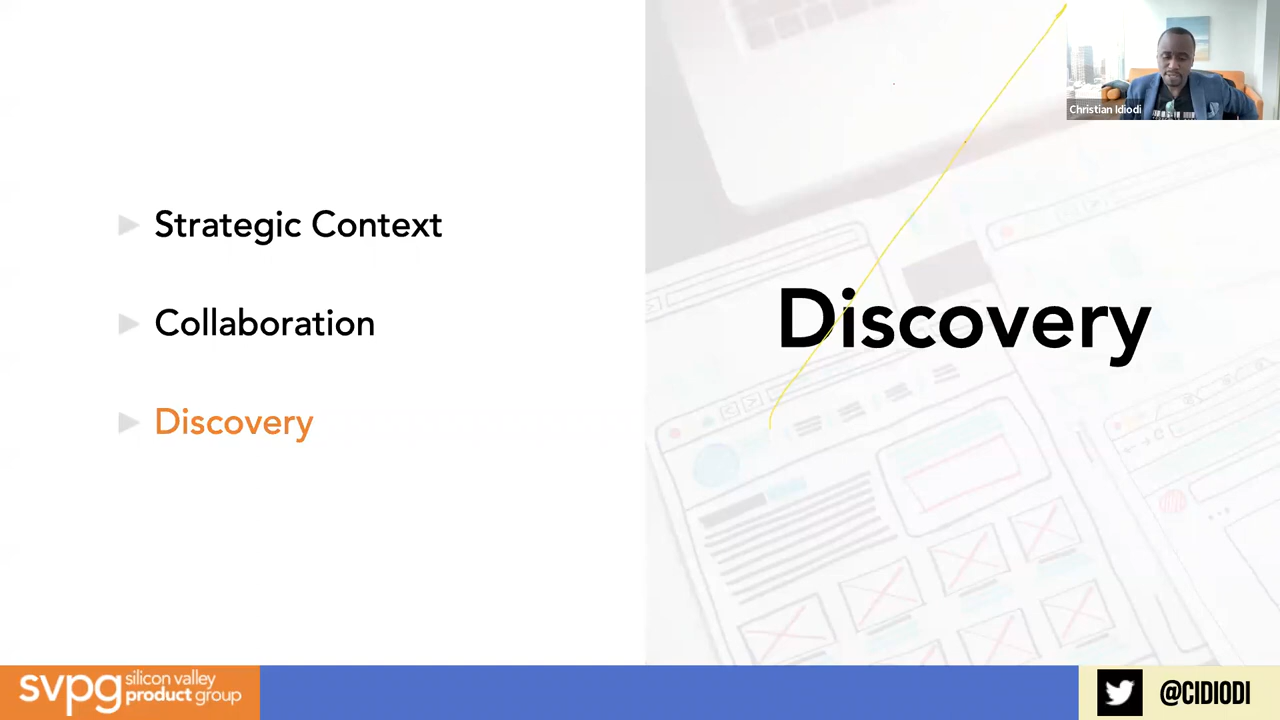 Strategic Context
Collaboration
Discovery
Discovery
Christian Idiodi
svpg silicon valley
product group
@CIDIODI